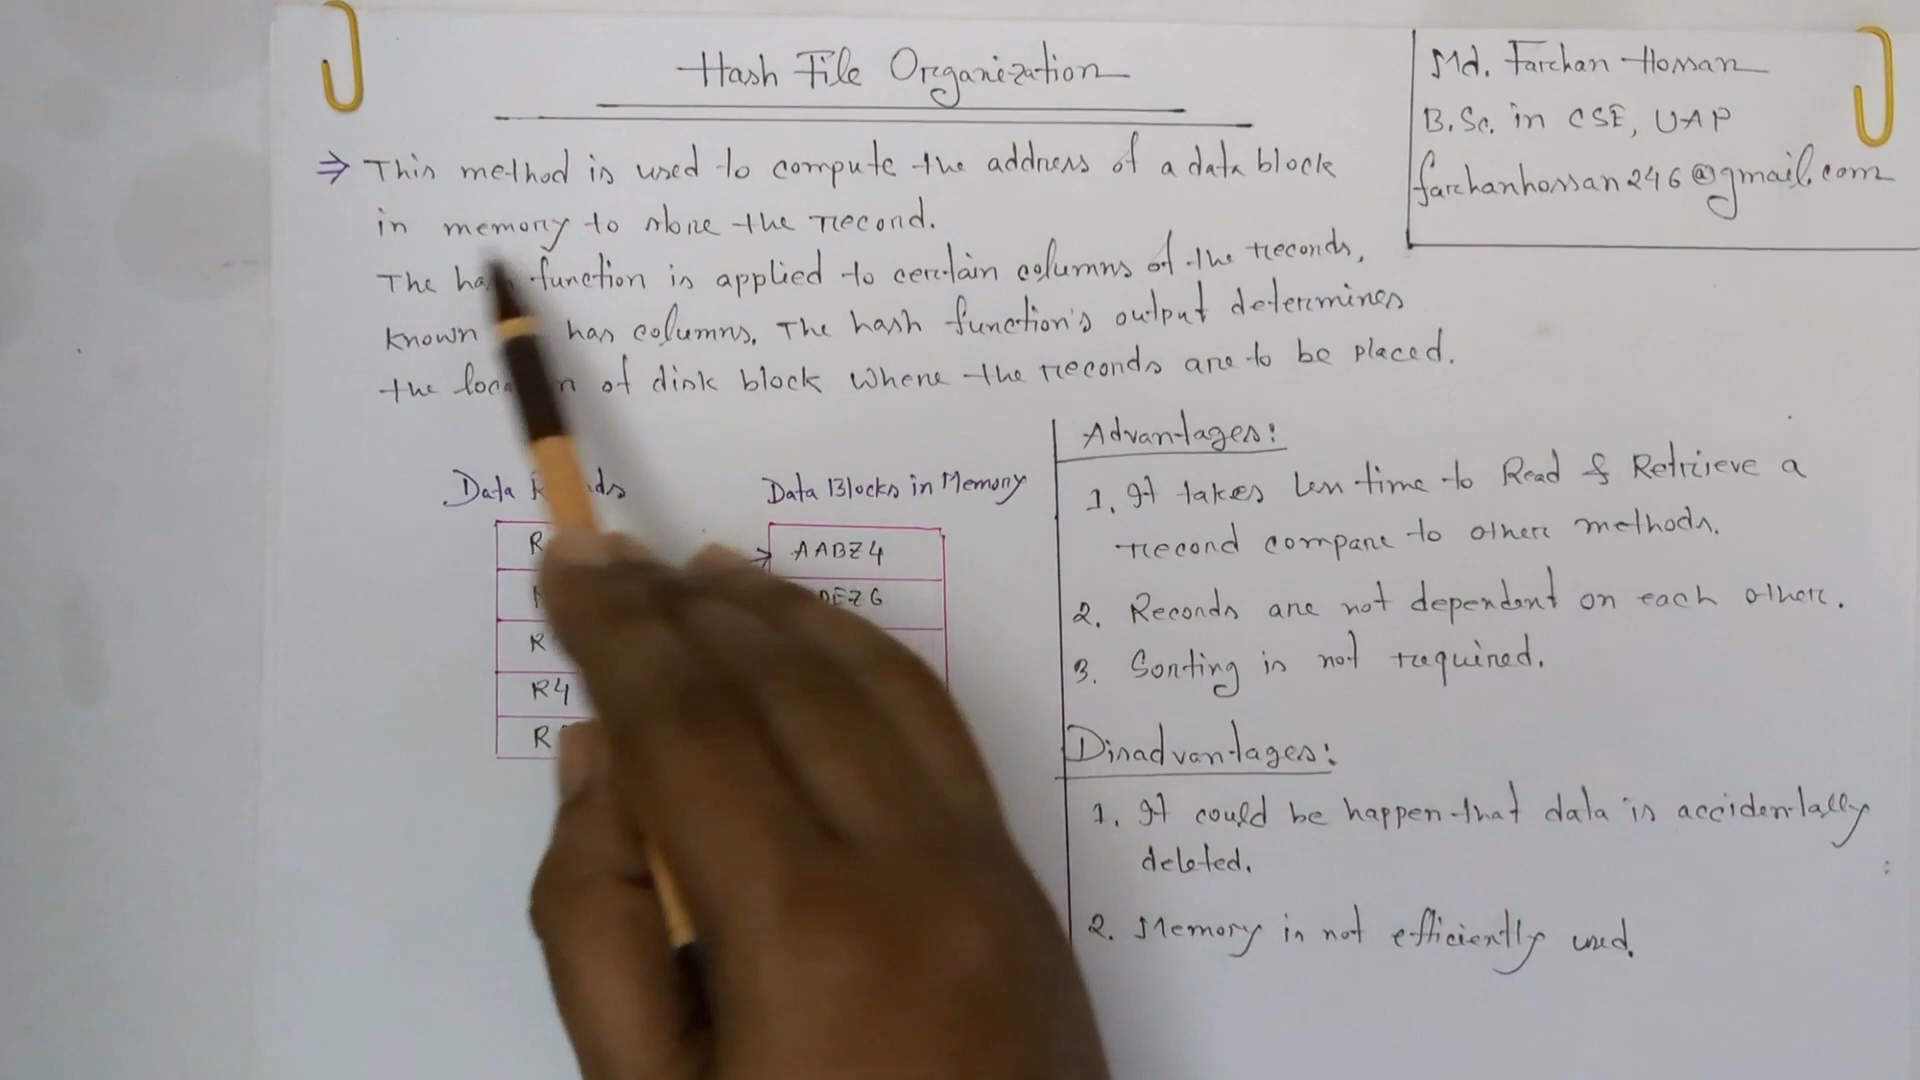 Hash File Organization
Md. Farhan Hossan
B.Sc. in CSE, UAP
farhanhossan246@gmail.com
⇒ This method is used to compute the address of a data block
in memory to store the record.
The function is applied to certain columns of the records,
known has columns. The hash function's output determines
the of disk block where the records are to be placed.
Data
Data Blocks in Memory
AABZ4
R4
Advantages:
1. It takes less time to Read & Retrieve a
record compare to other methods.
2. Records are not dependent on each other.
3. Sorting is not required.
Disadvantages:
1. It could be happen that data is accidentally
deleted.
2. Memory is not efficiently used.